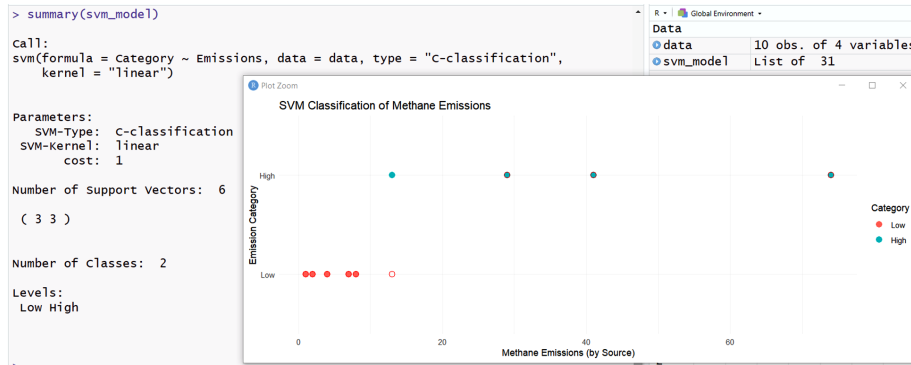 > summary(svm_model)
Call:
svm(formula = Category ~ Emissions, data = data, type = "C-classification",
kernel = "linear")
Parameters:
SVM-Type: C-classification
SVM-Kernel: linear
cost: 1
Number of Support Vectors: 6
( 3 3 )
Number of Classes: 2
Levels:
Low High
R
Global Environment
Data
data 10 obs. of 4 variables
svm_model List of 31
R Plot Zoom
SVM Classification of Methane Emissions
Emission Category
High
Low
0 20 40 60
Methane Emissions (by Source)
Category
Low
High